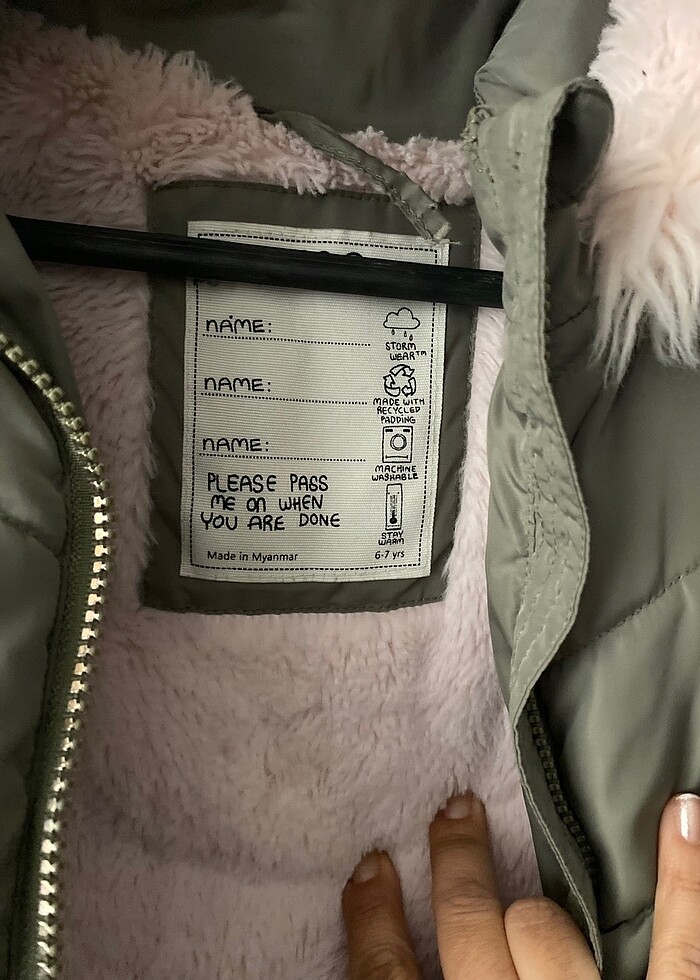 NAME:
STORM
WEAR™
NAME:
MADE WITH
RECYCLED
PADDING
NAME:
MACHINE
WASHABLE
PLEASE PASS
ME ON WHEN
YOU ARE DONE
STAY
WARM
Made in Myanmar 6-7 yrs